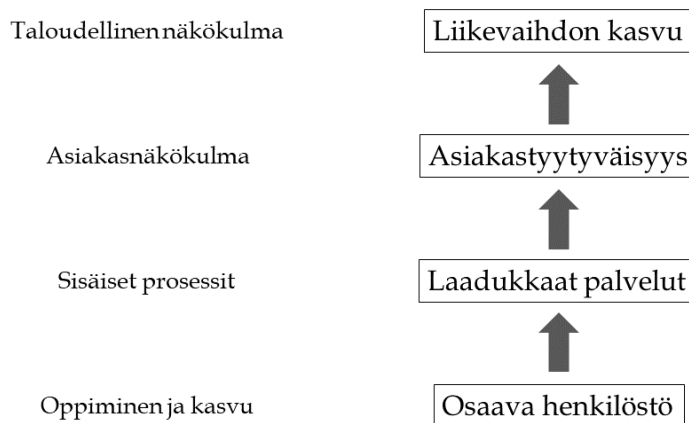 Taloudellinen näkökulma
Liikevaihdon kasvu
Asiakasnäkökulma
Asiakastyytyväisyys
Sisäiset prosessit
Laadukkaat palvelut
Oppiminen ja kasvu
Osaava henkilöstö